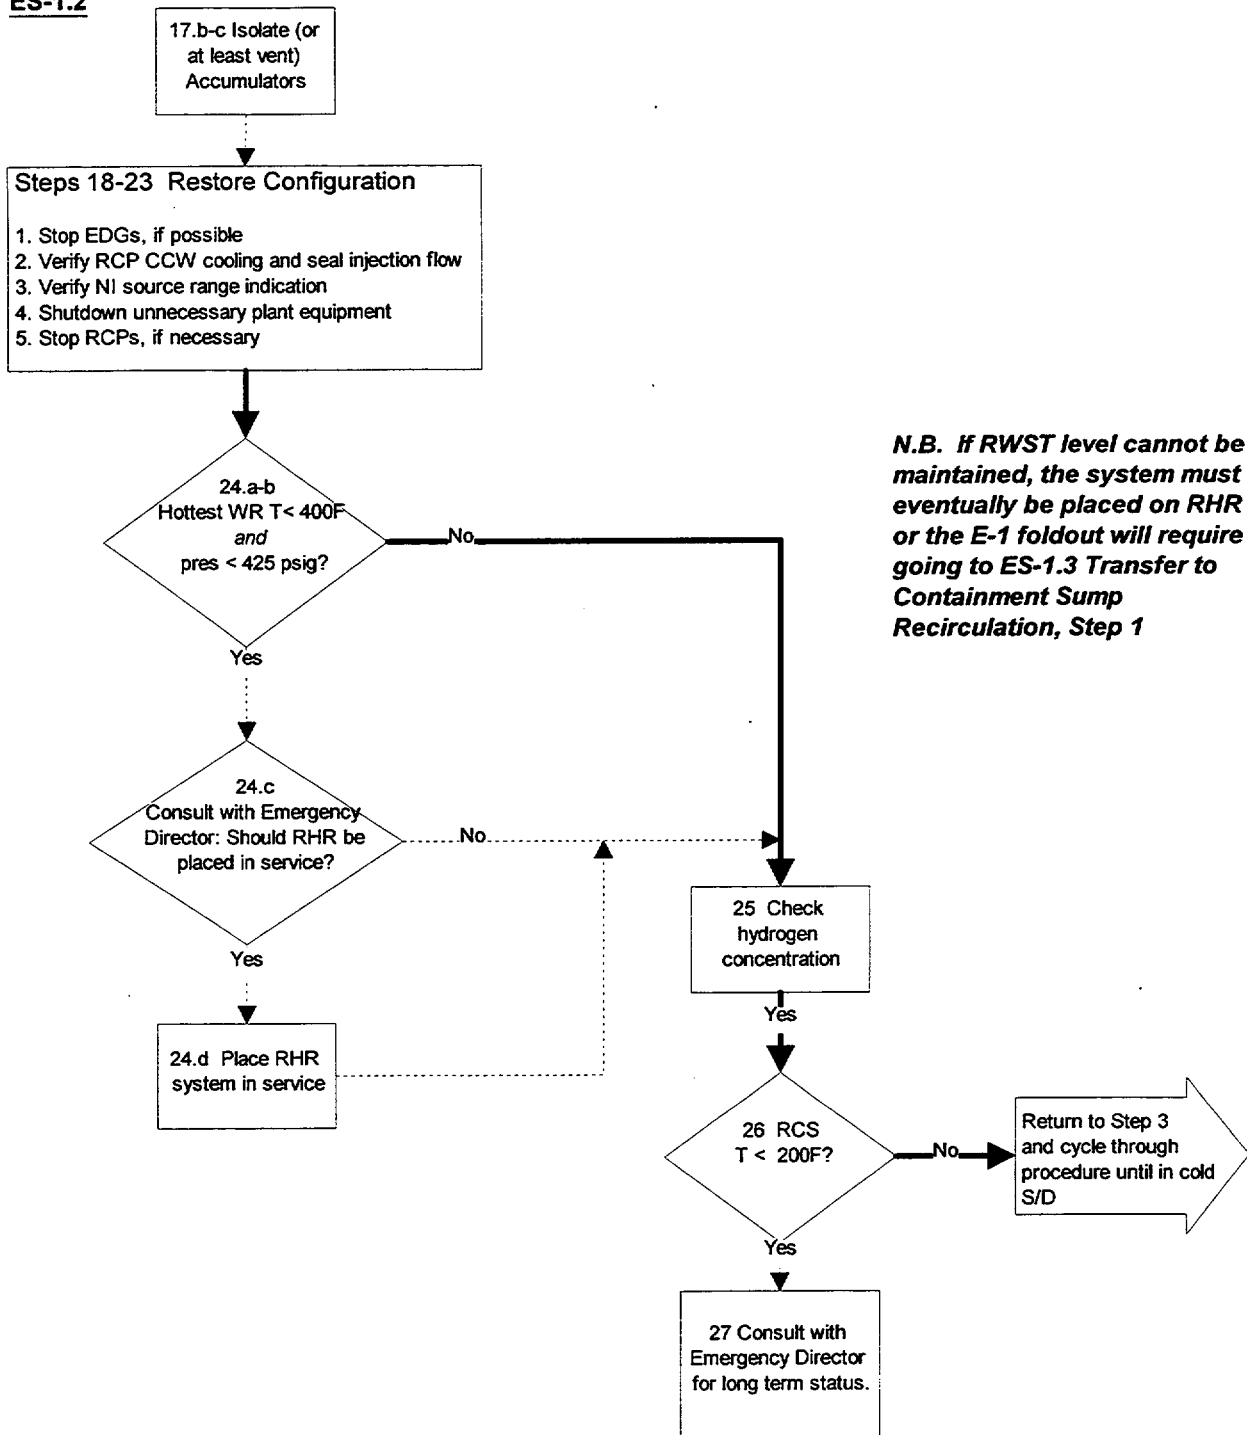 ES-1.2
17.b-c Isolate (or
at least vent)
Accumulators
Steps 18-23 Restore Configuration
1. Stop EDGs, if possible
2. Verify RCP CCW cooling and seal injection flow
3. Verify NI source range indication
4. Shutdown unnecessary plant equipment
5. Stop RCPs, if necessary
24.a-b
Hottest WR T< 400F
and
pres < 425 psig?
No
Yes
N.B. If RWST level cannot be
maintained, the system must
eventually be placed on RHR
or the E-1 foldout will require
going to ES-1.3 Transfer to
Containment Sump
Recirculation, Step 1
24.c
Consult with Emergency
Director: Should RHR be
placed in service?
No
Yes
24.d Place RHR
system in service
25 Check
hydrogen
concentration
Yes
26 RCS
T < 200F?
No
Return to Step 3
and cycle through
procedure until in cold
S/D
Yes
27 Consult with
Emergency Director
for long term status.